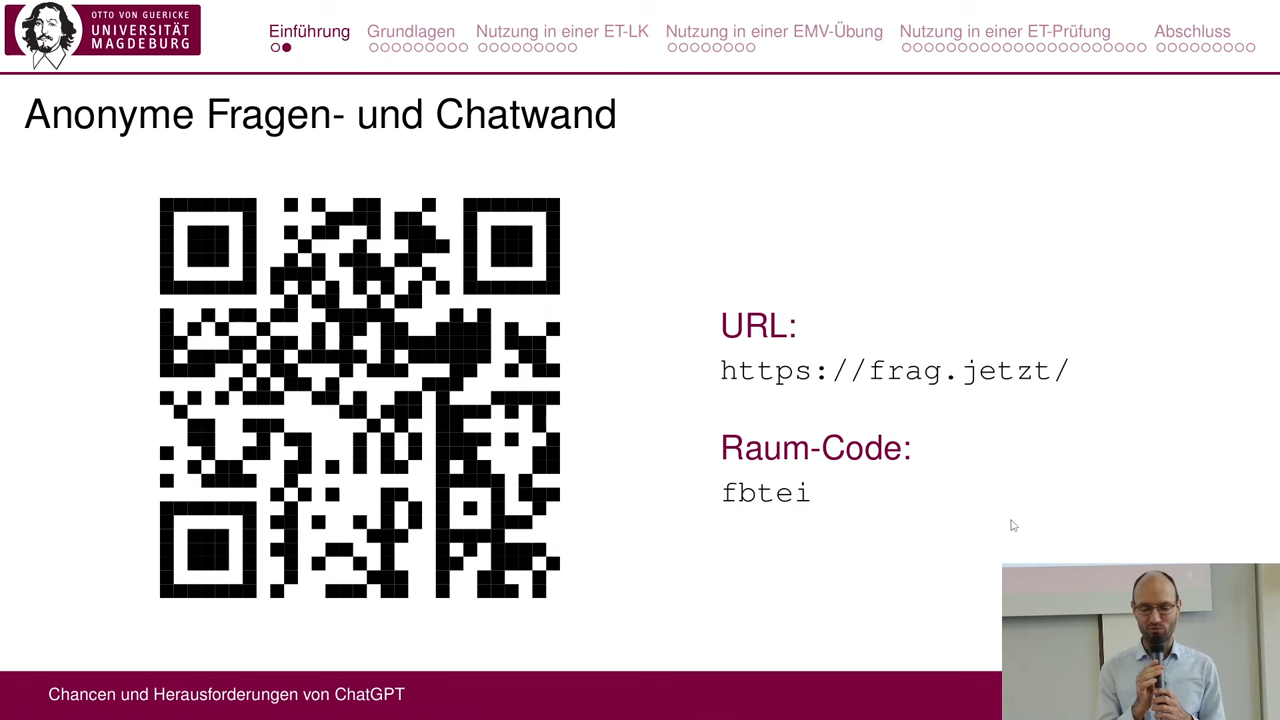 OTTO VON GUERICKE
UNIVERSITÄT
MAGDEBURG
Einführung
Grundlagen
Nutzung in einer ET-LK
Nutzung in einer EMV-Übung
Nutzung in einer ET-Prüfung
Abschluss
Anonyme Fragen- und Chatwand
URL:
https://frag.jetzt/
Raum-Code:
fbtei
Chancen und Herausforderungen von ChatGPT